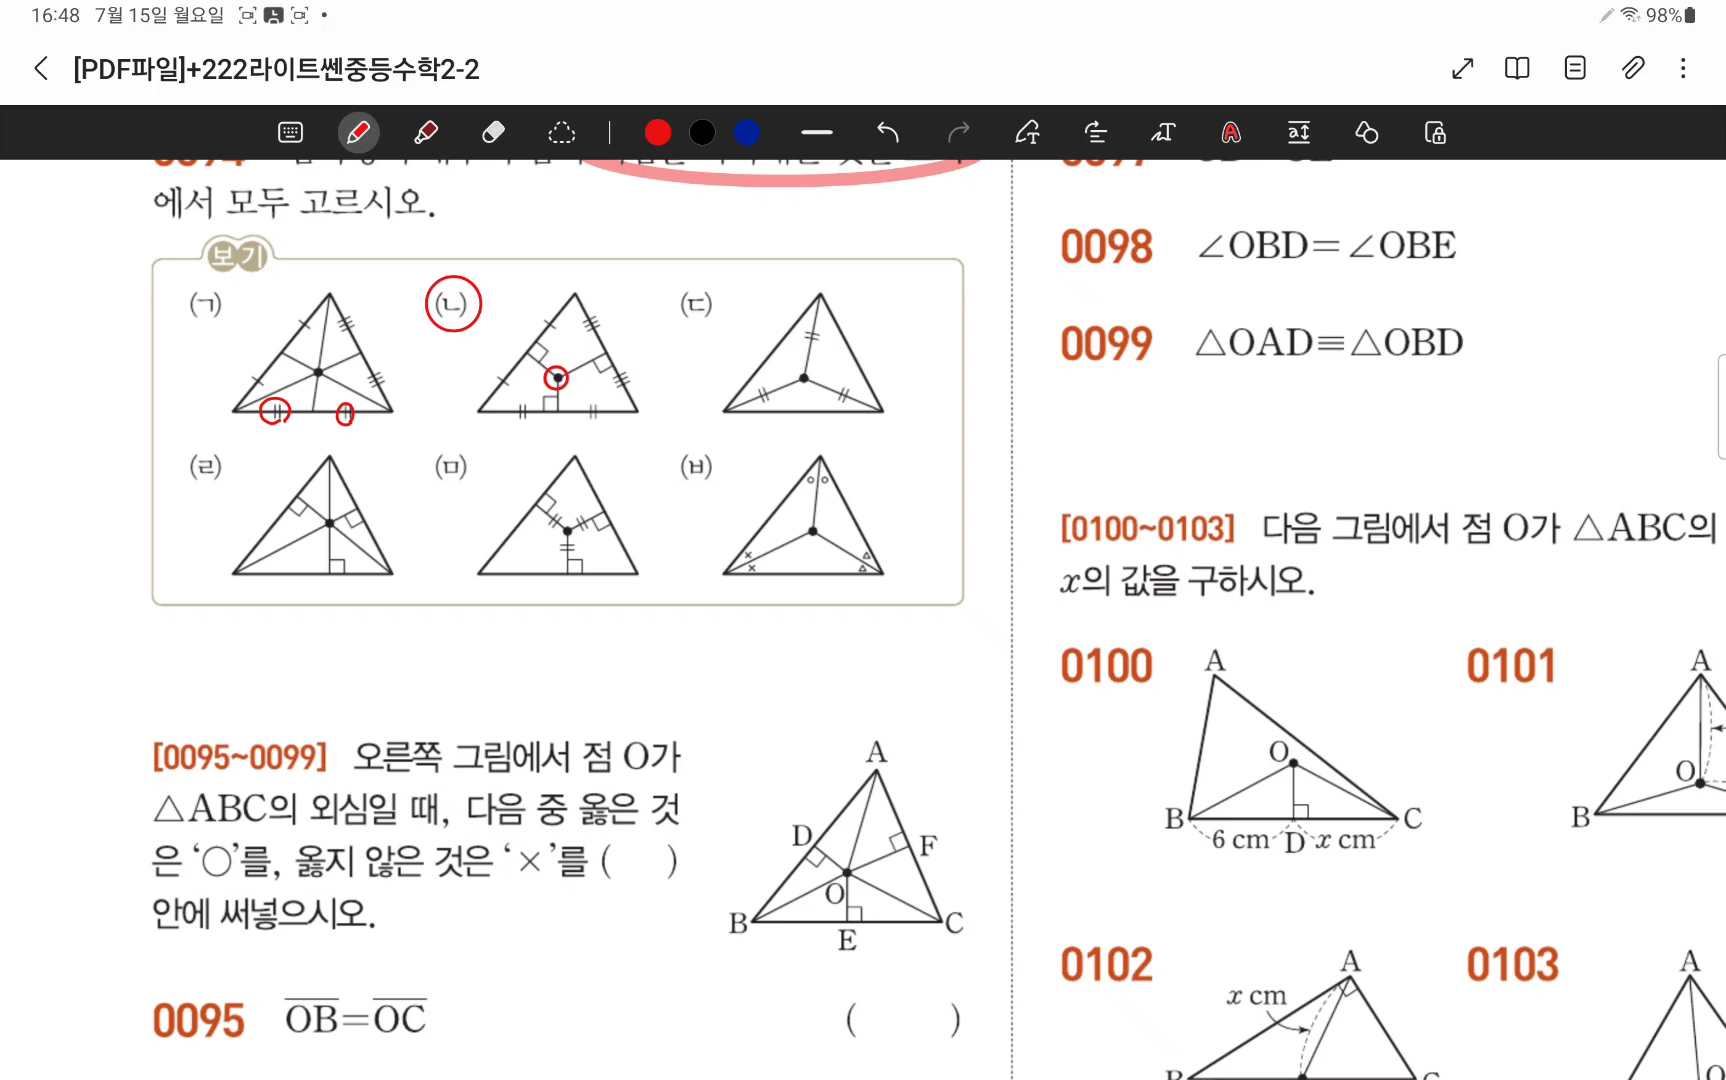 16:48 7월 15일 월요일
98%
[PDF파일]+222라이트쎈중등수학2-2
에서 모두 고르시오.
보기
(ㄱ) (ㄴ) (ㄷ)
(ㄹ) (ㅁ) (ㅂ)
[0095~0099] 오른쪽 그림에서 점 O가
△ABC의 외심일 때, 다음 중 옳은 것
은 ‘○’를, 옳지 않은 것은 ‘×’를 ( )
안에 써넣으시오.
A
D
F
O
B
C
E
0095 OB=OC ( )
0098 ∠OBD=∠OBE
0099 △OAD≡△OBD
[0100~0103] 다음 그림에서 점 O가 △ABC의
x의 값을 구하시오.
0100
A
O
B
C
6 cm D x cm
0101
A
O
B
0102
A
x cm
0103
A